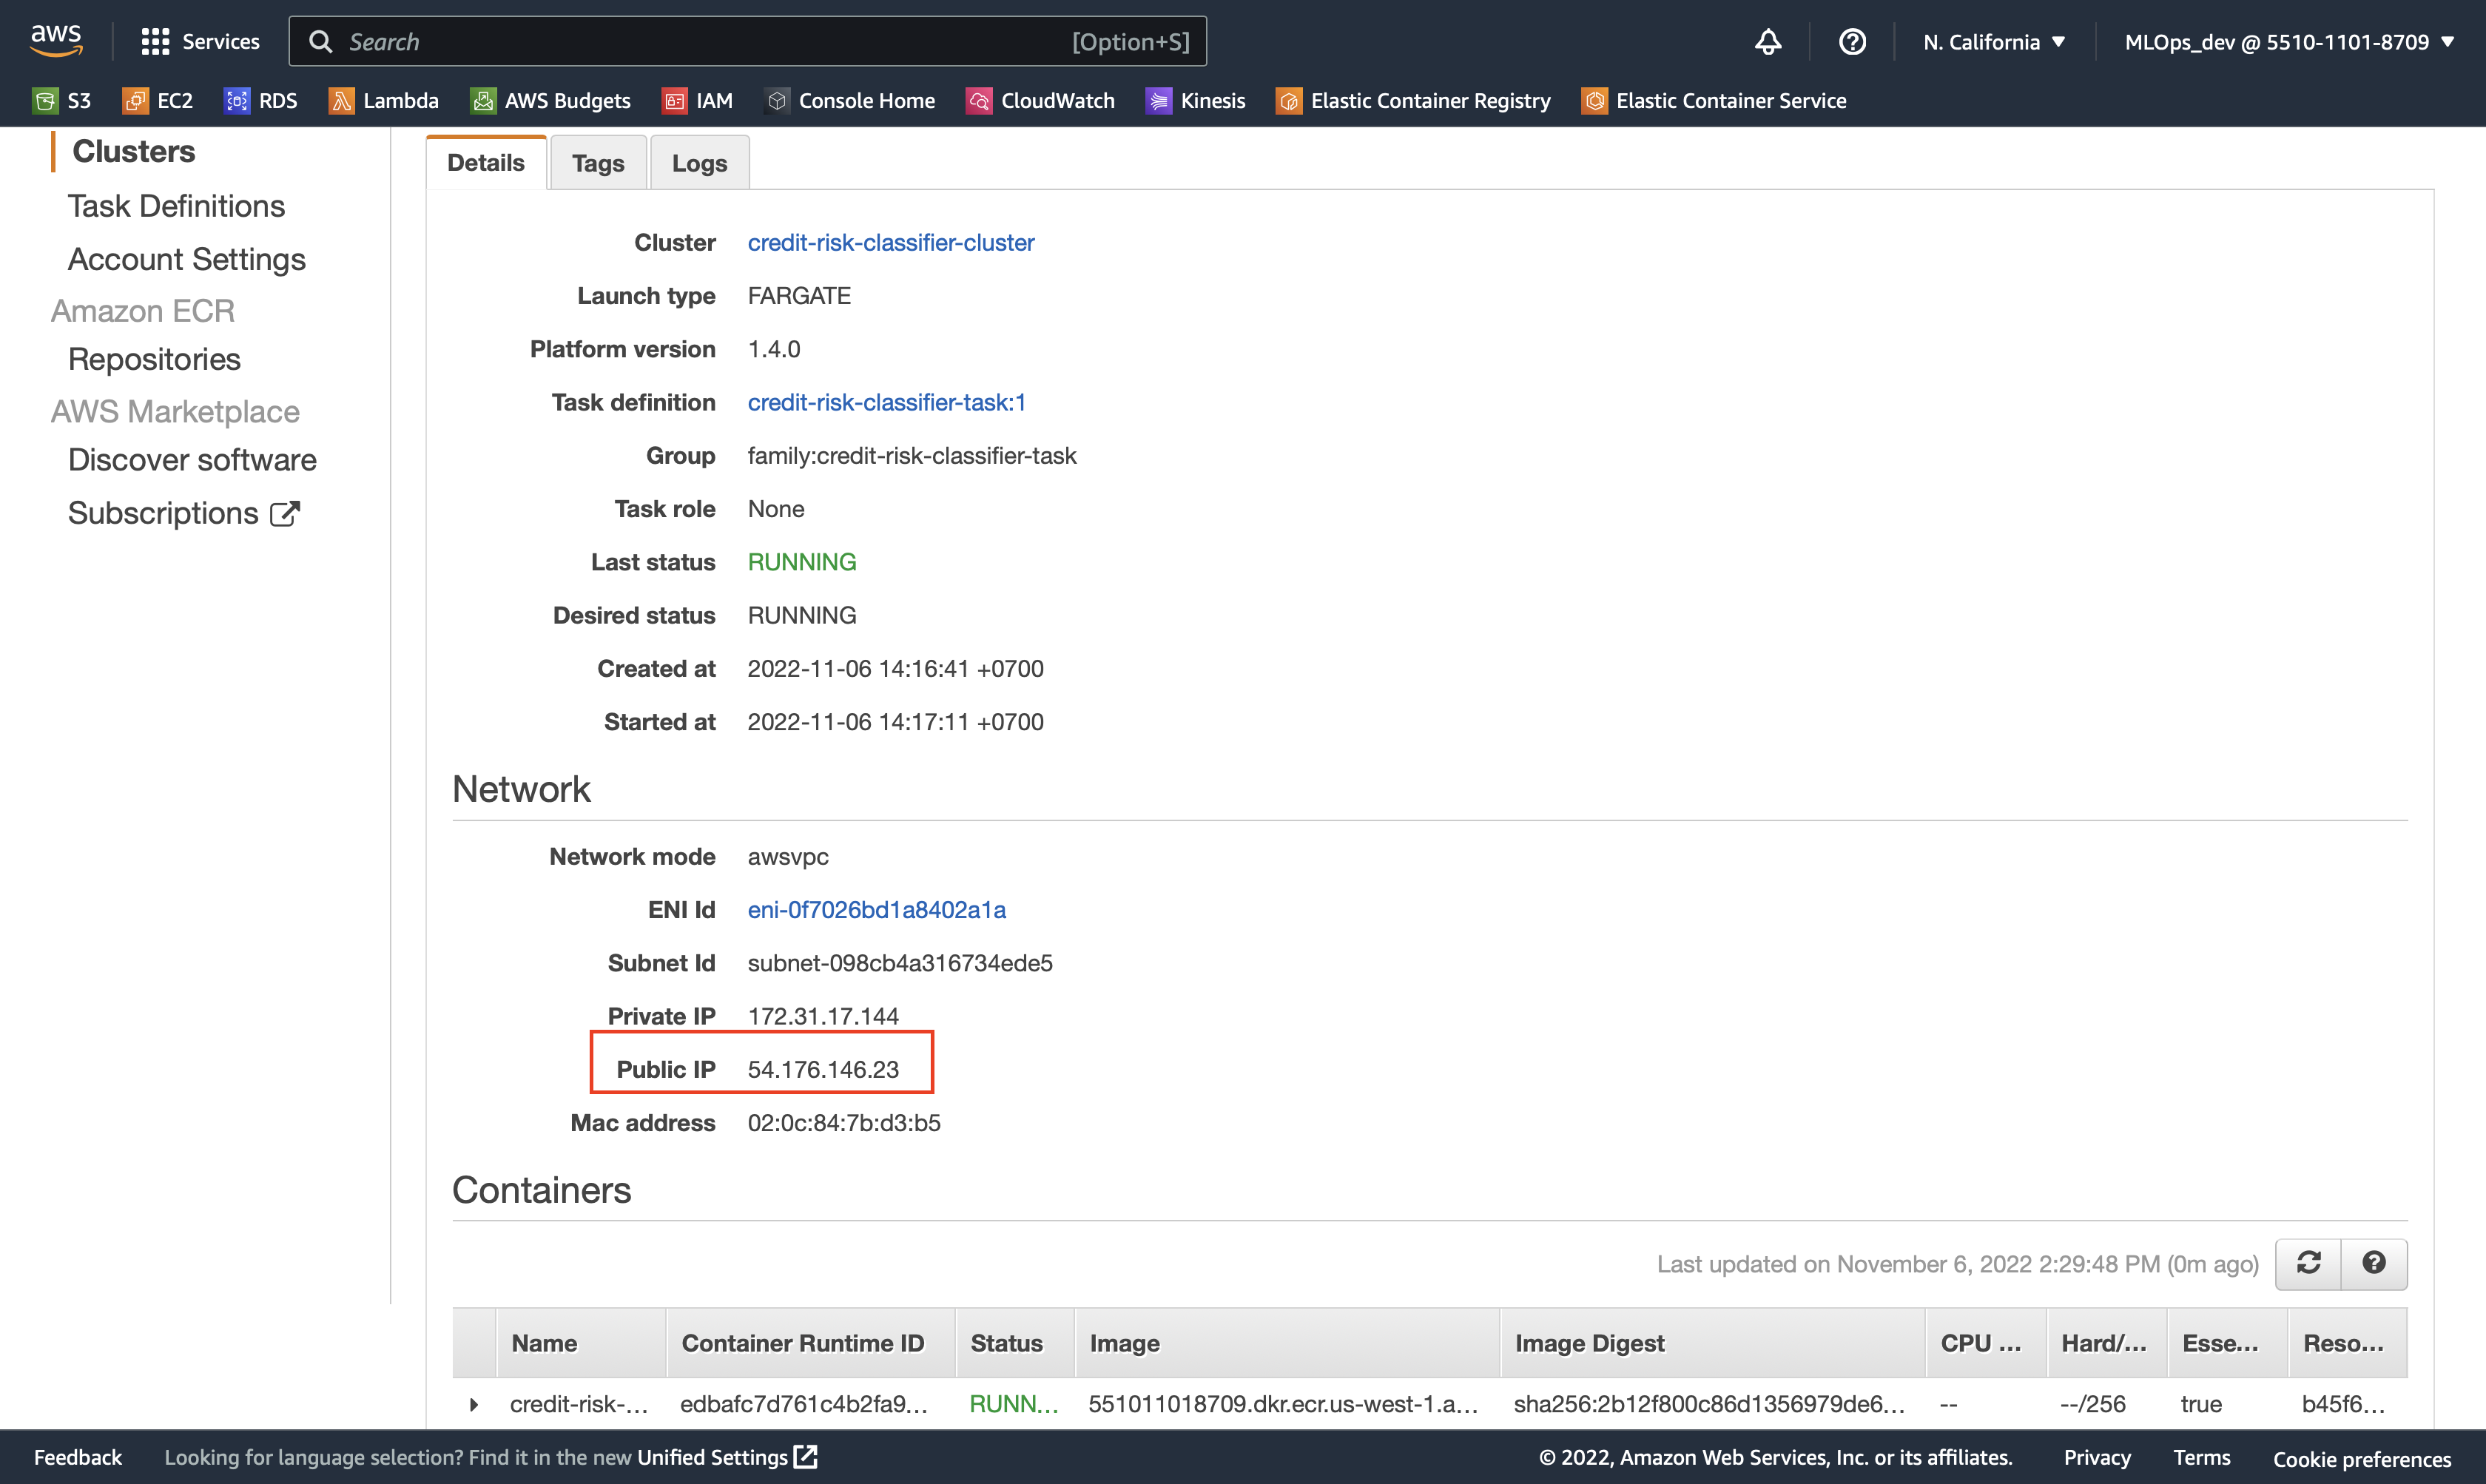 aws Services Search [Option+S] N. California ▼ MLOps_dev @ 5510-1101-8709 ▼
S3 EC2 RDS Lambda AWS Budgets IAM Console Home CloudWatch Kinesis Elastic Container Registry Elastic Container Service
Clusters
Task Definitions
Account Settings
Amazon ECR
Repositories
AWS Marketplace
Discover software
Subscriptions
Details Tags Logs
Cluster credit-risk-classifier-cluster
Launch type FARGATE
Platform version 1.4.0
Task definition credit-risk-classifier-task:1
Group family:credit-risk-classifier-task
Task role None
Last status RUNNING
Desired status RUNNING
Created at 2022-11-06 14:16:41 +0700
Started at 2022-11-06 14:17:11 +0700
Network
Network mode awsvpc
ENI Id eni-0f7026bd1a8402a1a
Subnet Id subnet-098cb4a316734ede5
Private IP 172.31.17.144
Public IP 54.176.146.23
Mac address 02:0c:84:7b:d3:b5
Containers
Last updated on November 6, 2022 2:29:48 PM (0m ago)
Name Container Runtime ID Status Image Image Digest CPU ... Hard/... Esse... Reso...
credit-risk-... edbafc7d761c4b2fa9... RUNN... 551011018709.dkr.ecr.us-west-1.a... sha256:2b12f800c86d1356979de6... -- --/256 true b45f6...
Feedback Looking for language selection? Find it in the new Unified Settings © 2022, Amazon Web Services, Inc. or its affiliates. Privacy Terms Cookie preferences